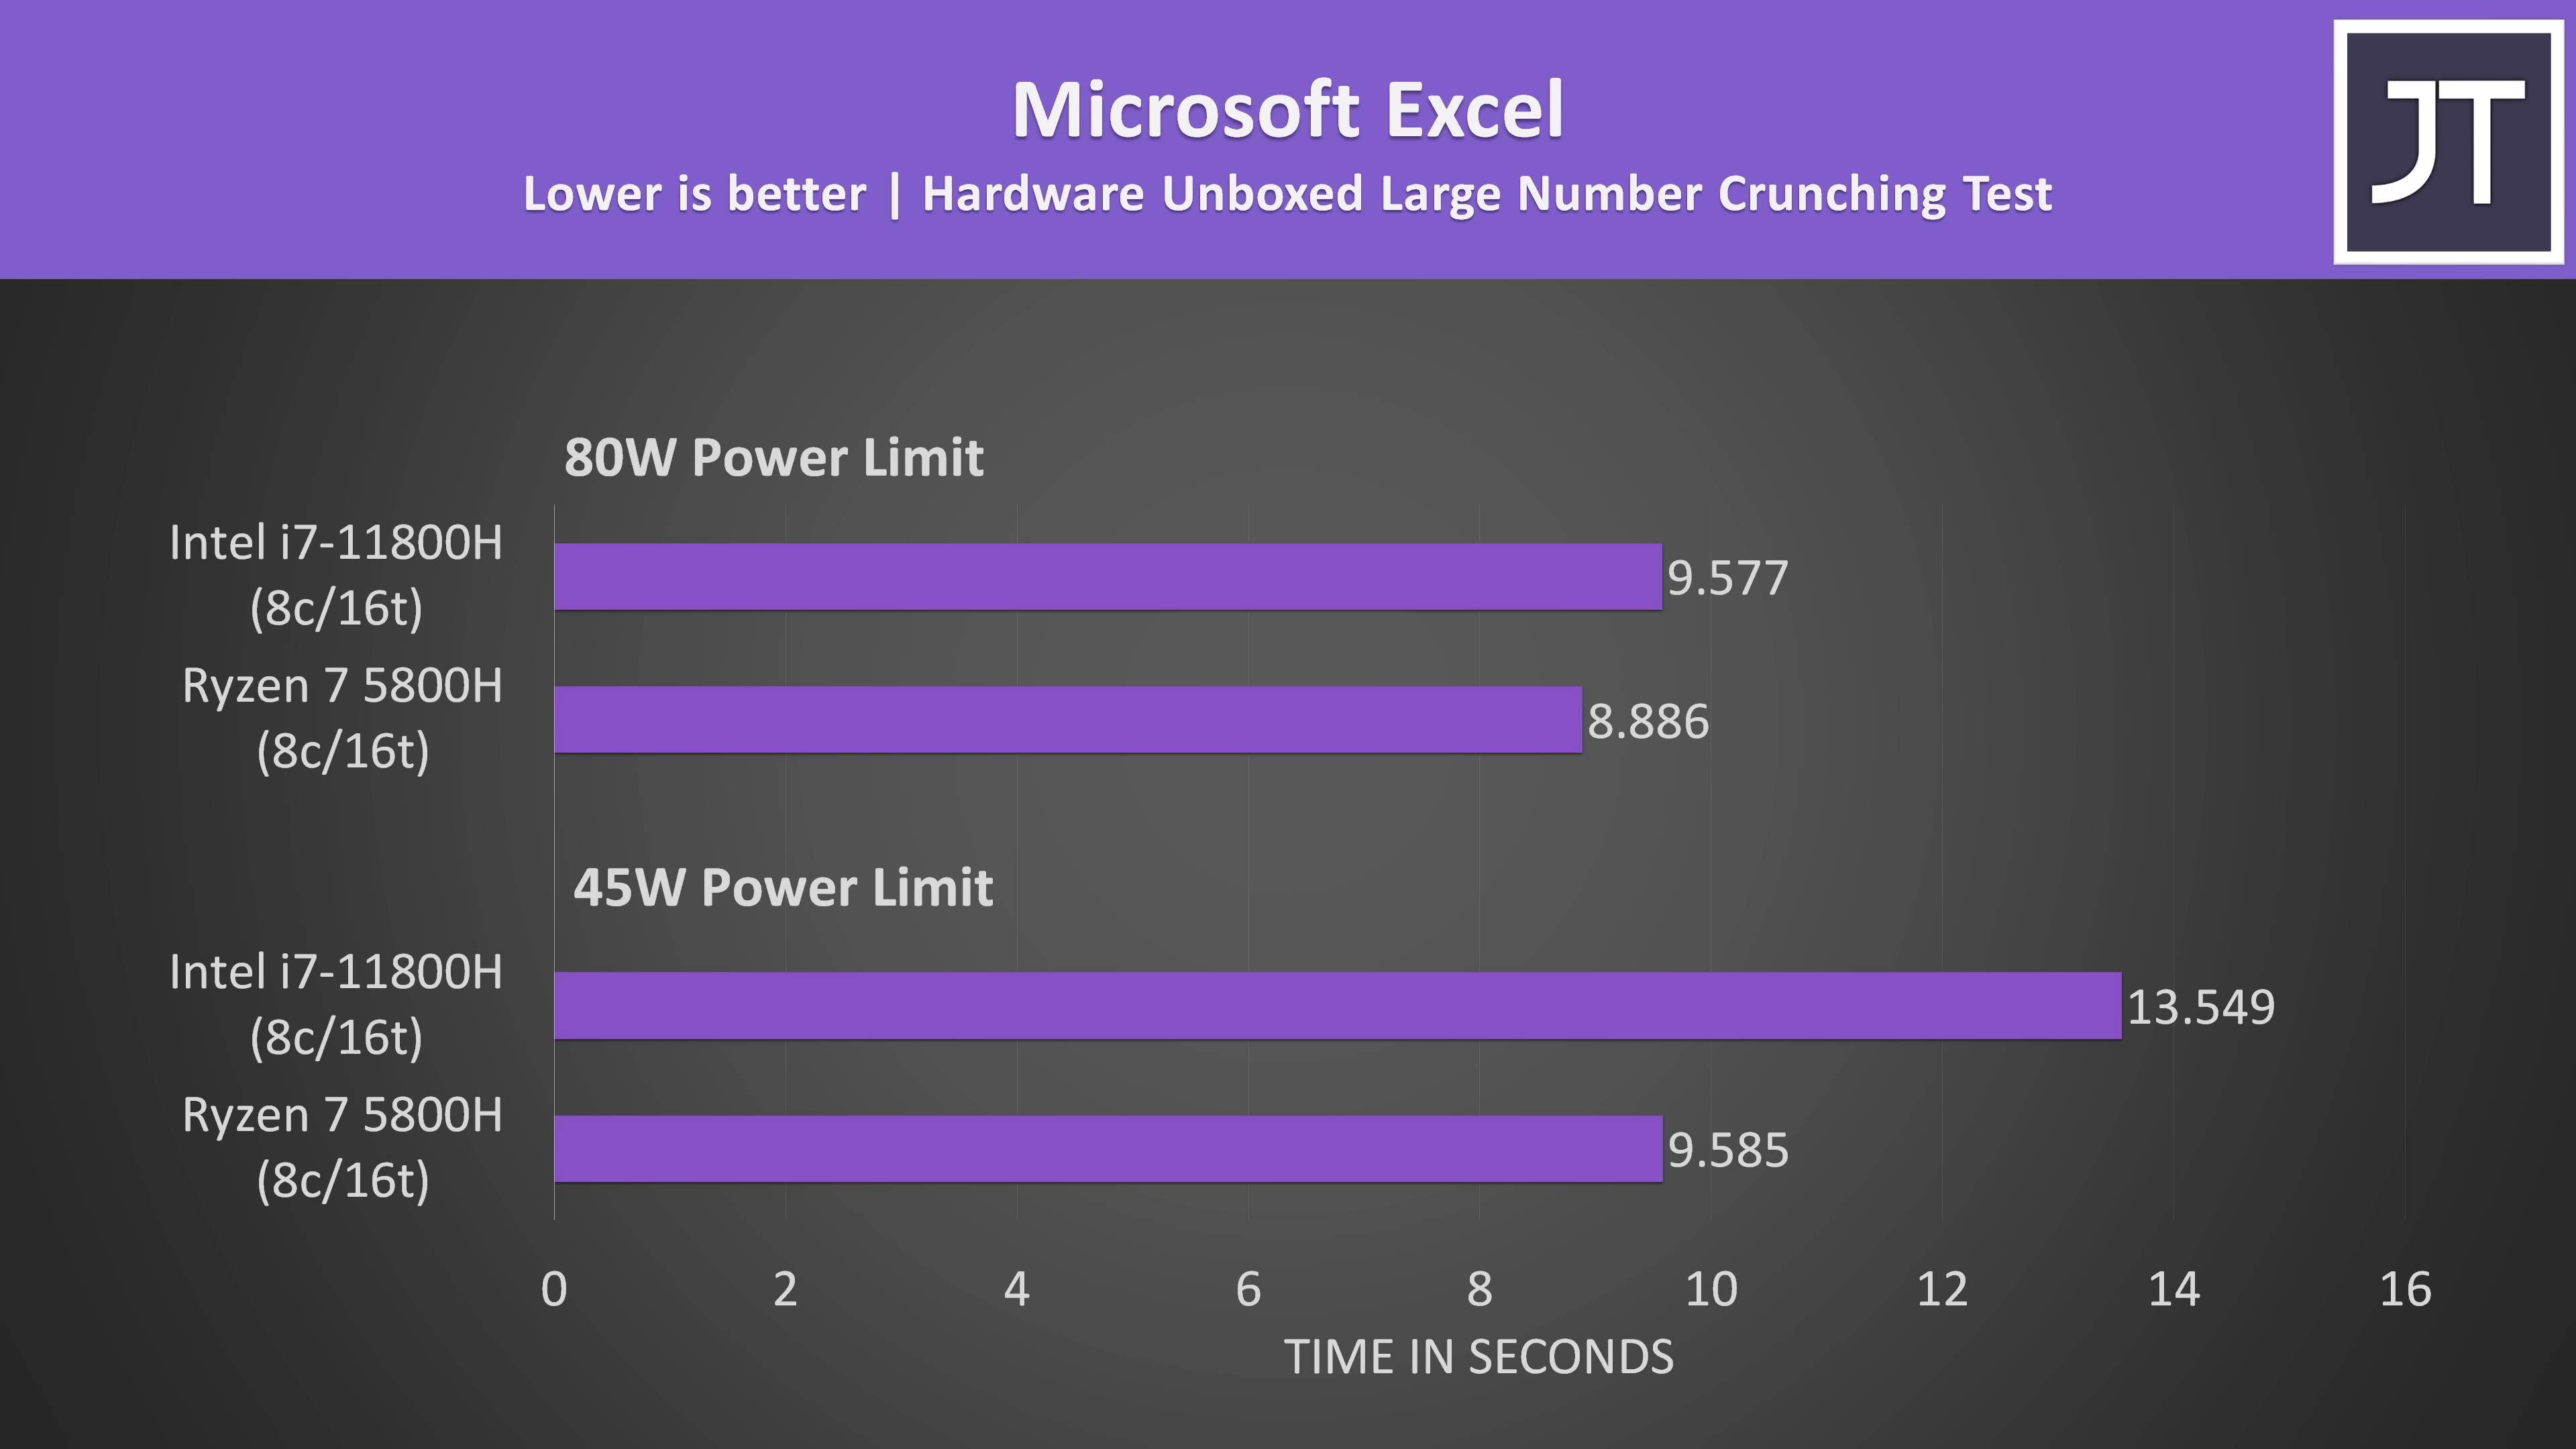 Microsoft Excel
Lower is better | Hardware Unboxed Large Number Crunching Test
JT
80W Power Limit
Intel i7-11800H
(8c/16t)
9.577
Ryzen 7 5800H
(8c/16t)
8.886
45W Power Limit
Intel i7-11800H
(8c/16t)
13.549
Ryzen 7 5800H
(8c/16t)
9.585
0 2 4 6 8 10 12 14 16
TIME IN SECONDS